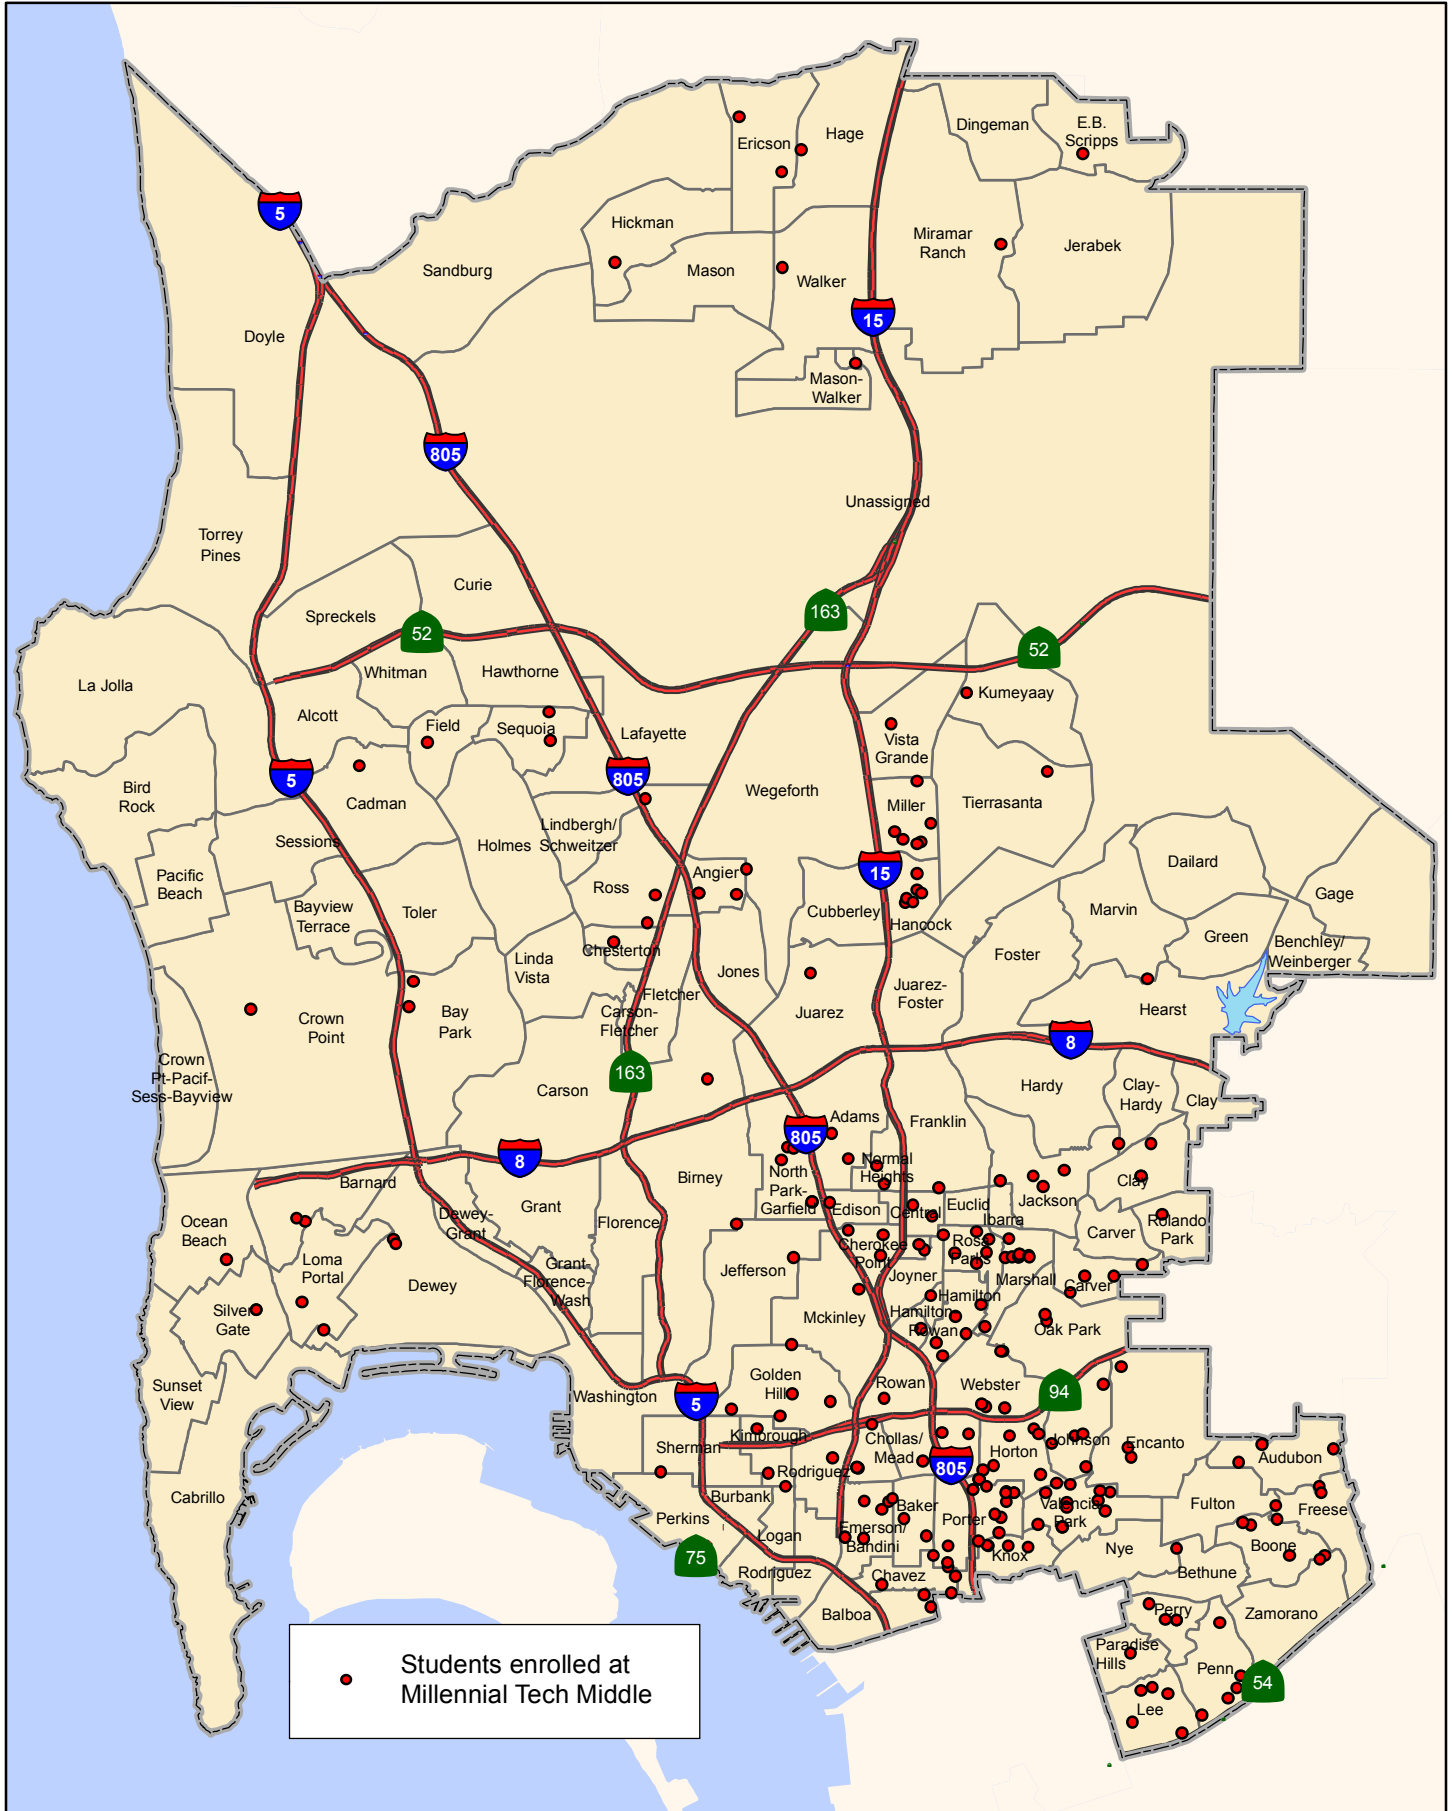 Dingeman
E.B.
Scripps
Hage
Ericson
5
Hickman
Miramar
Ranch
Jerabek
Sandburg
Mason
Walker
15
Doyle
Mason-
Walker
805
Unassigned
Torrey
Pines
Curie
Spreckels
163
52
52
Whitman
Hawthorne
La Jolla
Kumeyaay
Alcott
Field
Sequoia
Lafayette
Vista
Grande
5
805
Bird
Rock
Cadman
Wegeforth
Miller
Tierrasanta
Sessions
Holmes
Lindbergh/
Schweitzer
Dailard
Pacific
Beach
Ross
Angier
15
Gage
Bayview
Terrace
Toler
Cubberley
Hancock
Marvin
Green
Chesterton
Benchley/
Weinberger
Linda
Vista
Jones
Foster
Fletcher
Juarez-
Foster
Crown
Point
Bay
Park
Carson-
Fletcher
Juarez
Hearst
8
Crown
Pt-Pacif-
Sess-Bayview
163
Carson
Hardy
Clay-
Hardy
Clay
805
Adams
Franklin
8
Normal
Heights
Barnard
Birney
North
Park-
Garfield
Jackson
Clay
Ocean
Beach
Dewey-
Grant
Grant
Florence
Edison
Central
Euclid
Ibarra
Carver
Rolando
Park
Loma
Portal
Cherokee
Point
Rosa
Parks
Grant
Florence-
Wash
Jefferson
Joyner
Marshall
Carver
Dewey
Hamilton
Silver
Gate
Mckinley
Hamilton-
Rowan
Oak Park
Sunset
View
Washington
5
Golden
Hill
Rowan
Webster
94
Sherman
Kimbrough
Chollas/
Mead
Horton
Johnson
Encanto
Audubon
805
Rodriguez
Cabrillo
Burbank
Baker
Valencia
Park
Fulton
Freese
Perkins
Logan
Emerson/
Bandini
Porter
75
Knox
Nye
Boone
Rodriguez
Chavez
Bethune
Balboa
Perry
Zamorano
Paradise
Hills
Penn
54
Lee
Students enrolled at
Millennial Tech Middle